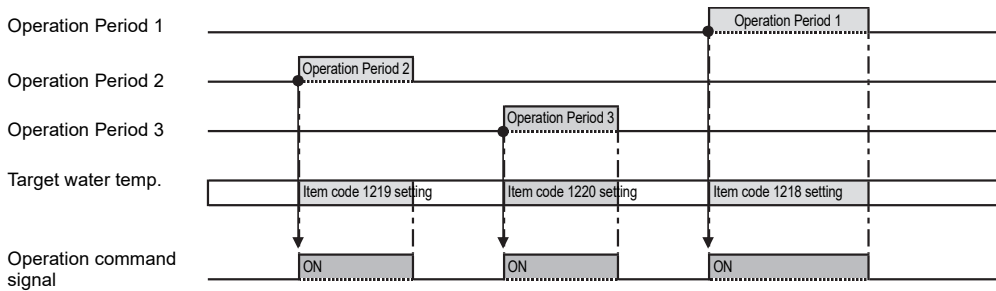 Operation Period 1
Operation Period 1
Operation Period 2
Operation Period 2
Operation Period 3
Operation Period 3
Target water temp.
Item code 1219 setting
Item code 1220 setting
Item code 1218 setting
Operation command
signal
ON
ON
ON